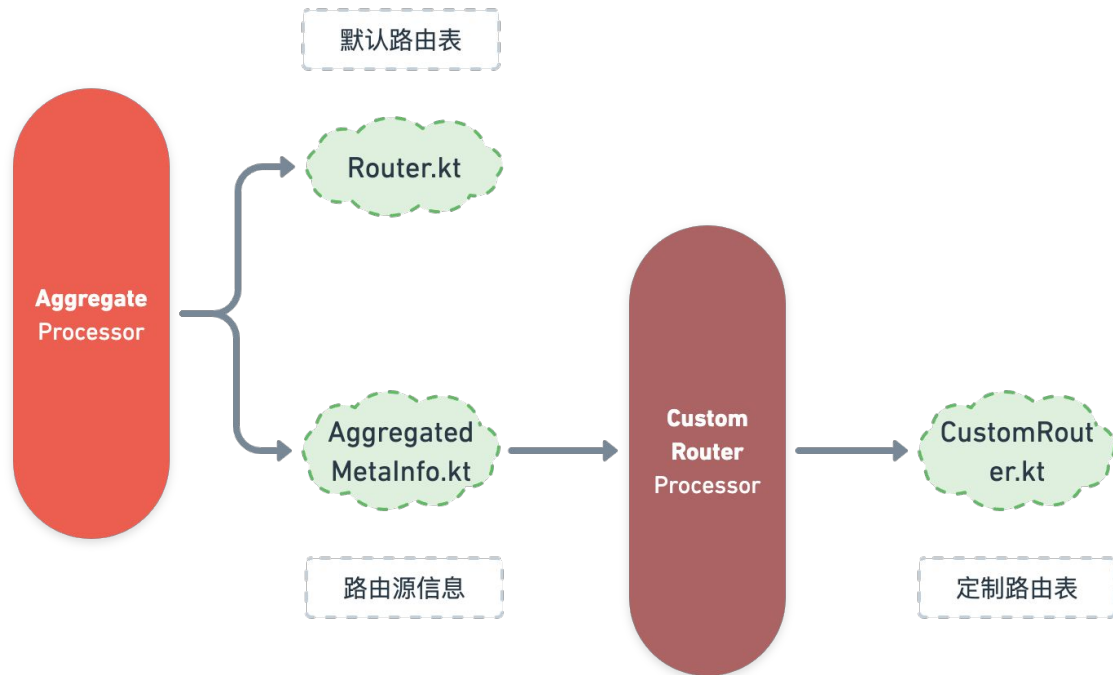 默认路由表
Router.kt
Aggregate
Processor
Aggregated
MetaInfo.kt
路由源信息
Custom
Router
Processor
CustomRout
er.kt
定制路由表